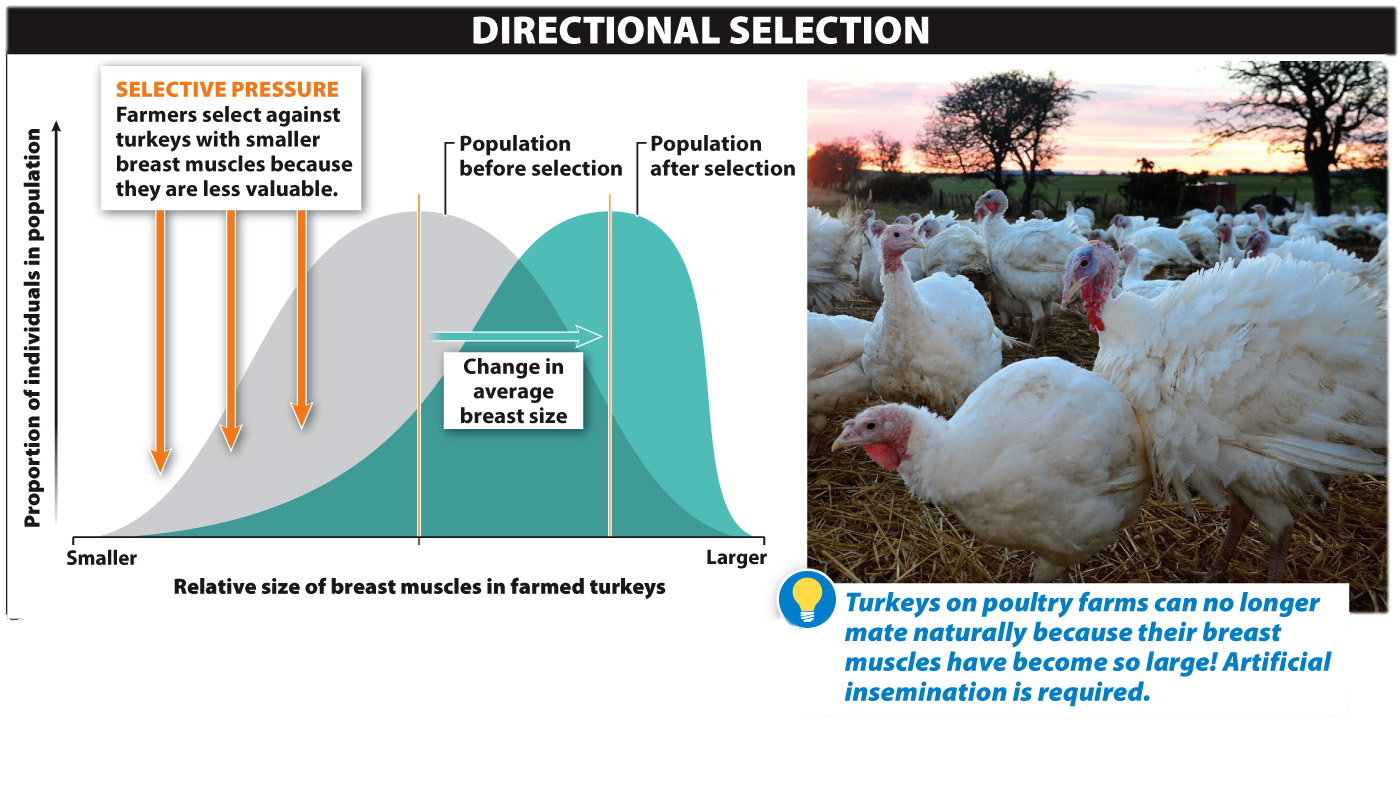 DIRECTIONAL SELECTION
SELECTIVE PRESSURE
Farmers select against
turkeys with smaller
breast muscles because
they are less valuable.
Population
before selection
Population
after selection
Proportion of individuals in population
Change in
average
breast size
Smaller
Larger
Relative size of breast muscles in farmed turkeys
Turkeys on poultry farms can no longer
mate naturally because their breast
muscles have become so large! Artificial
insemination is required.